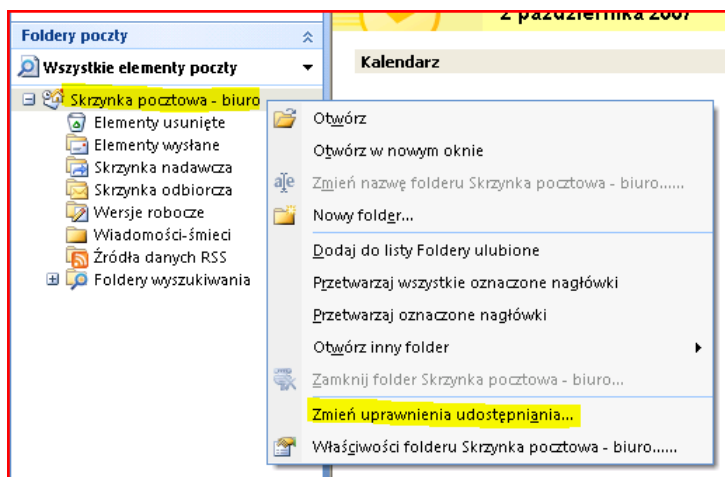 Foldery poczty
2 października 2007
Wszystkie elementy poczty
Kalendarz
Skrzynka pocztowa - biuro
Elementy usunięte
Elementy wysłane
Skrzynka nadawcza
Skrzynka odbiorcza
Wersje robocze
Wiadomości-śmieci
Źródła danych RSS
Foldery wyszukiwania
Otwórz
Otwórz w nowym oknie
Zmień nazwę folderu Skrzynka pocztowa - biuro......
Nowy folder...
Dodaj do listy Foldery ulubione
Przetwarzaj wszystkie oznaczone nagłówki
Przetwarzaj oznaczone nagłówki
Otwórz inny folder
Zamknij folder Skrzynka pocztowa - biuro...
Zmień uprawnienia udostępniania...
Właściwości folderu Skrzynka pocztowa - biuro......